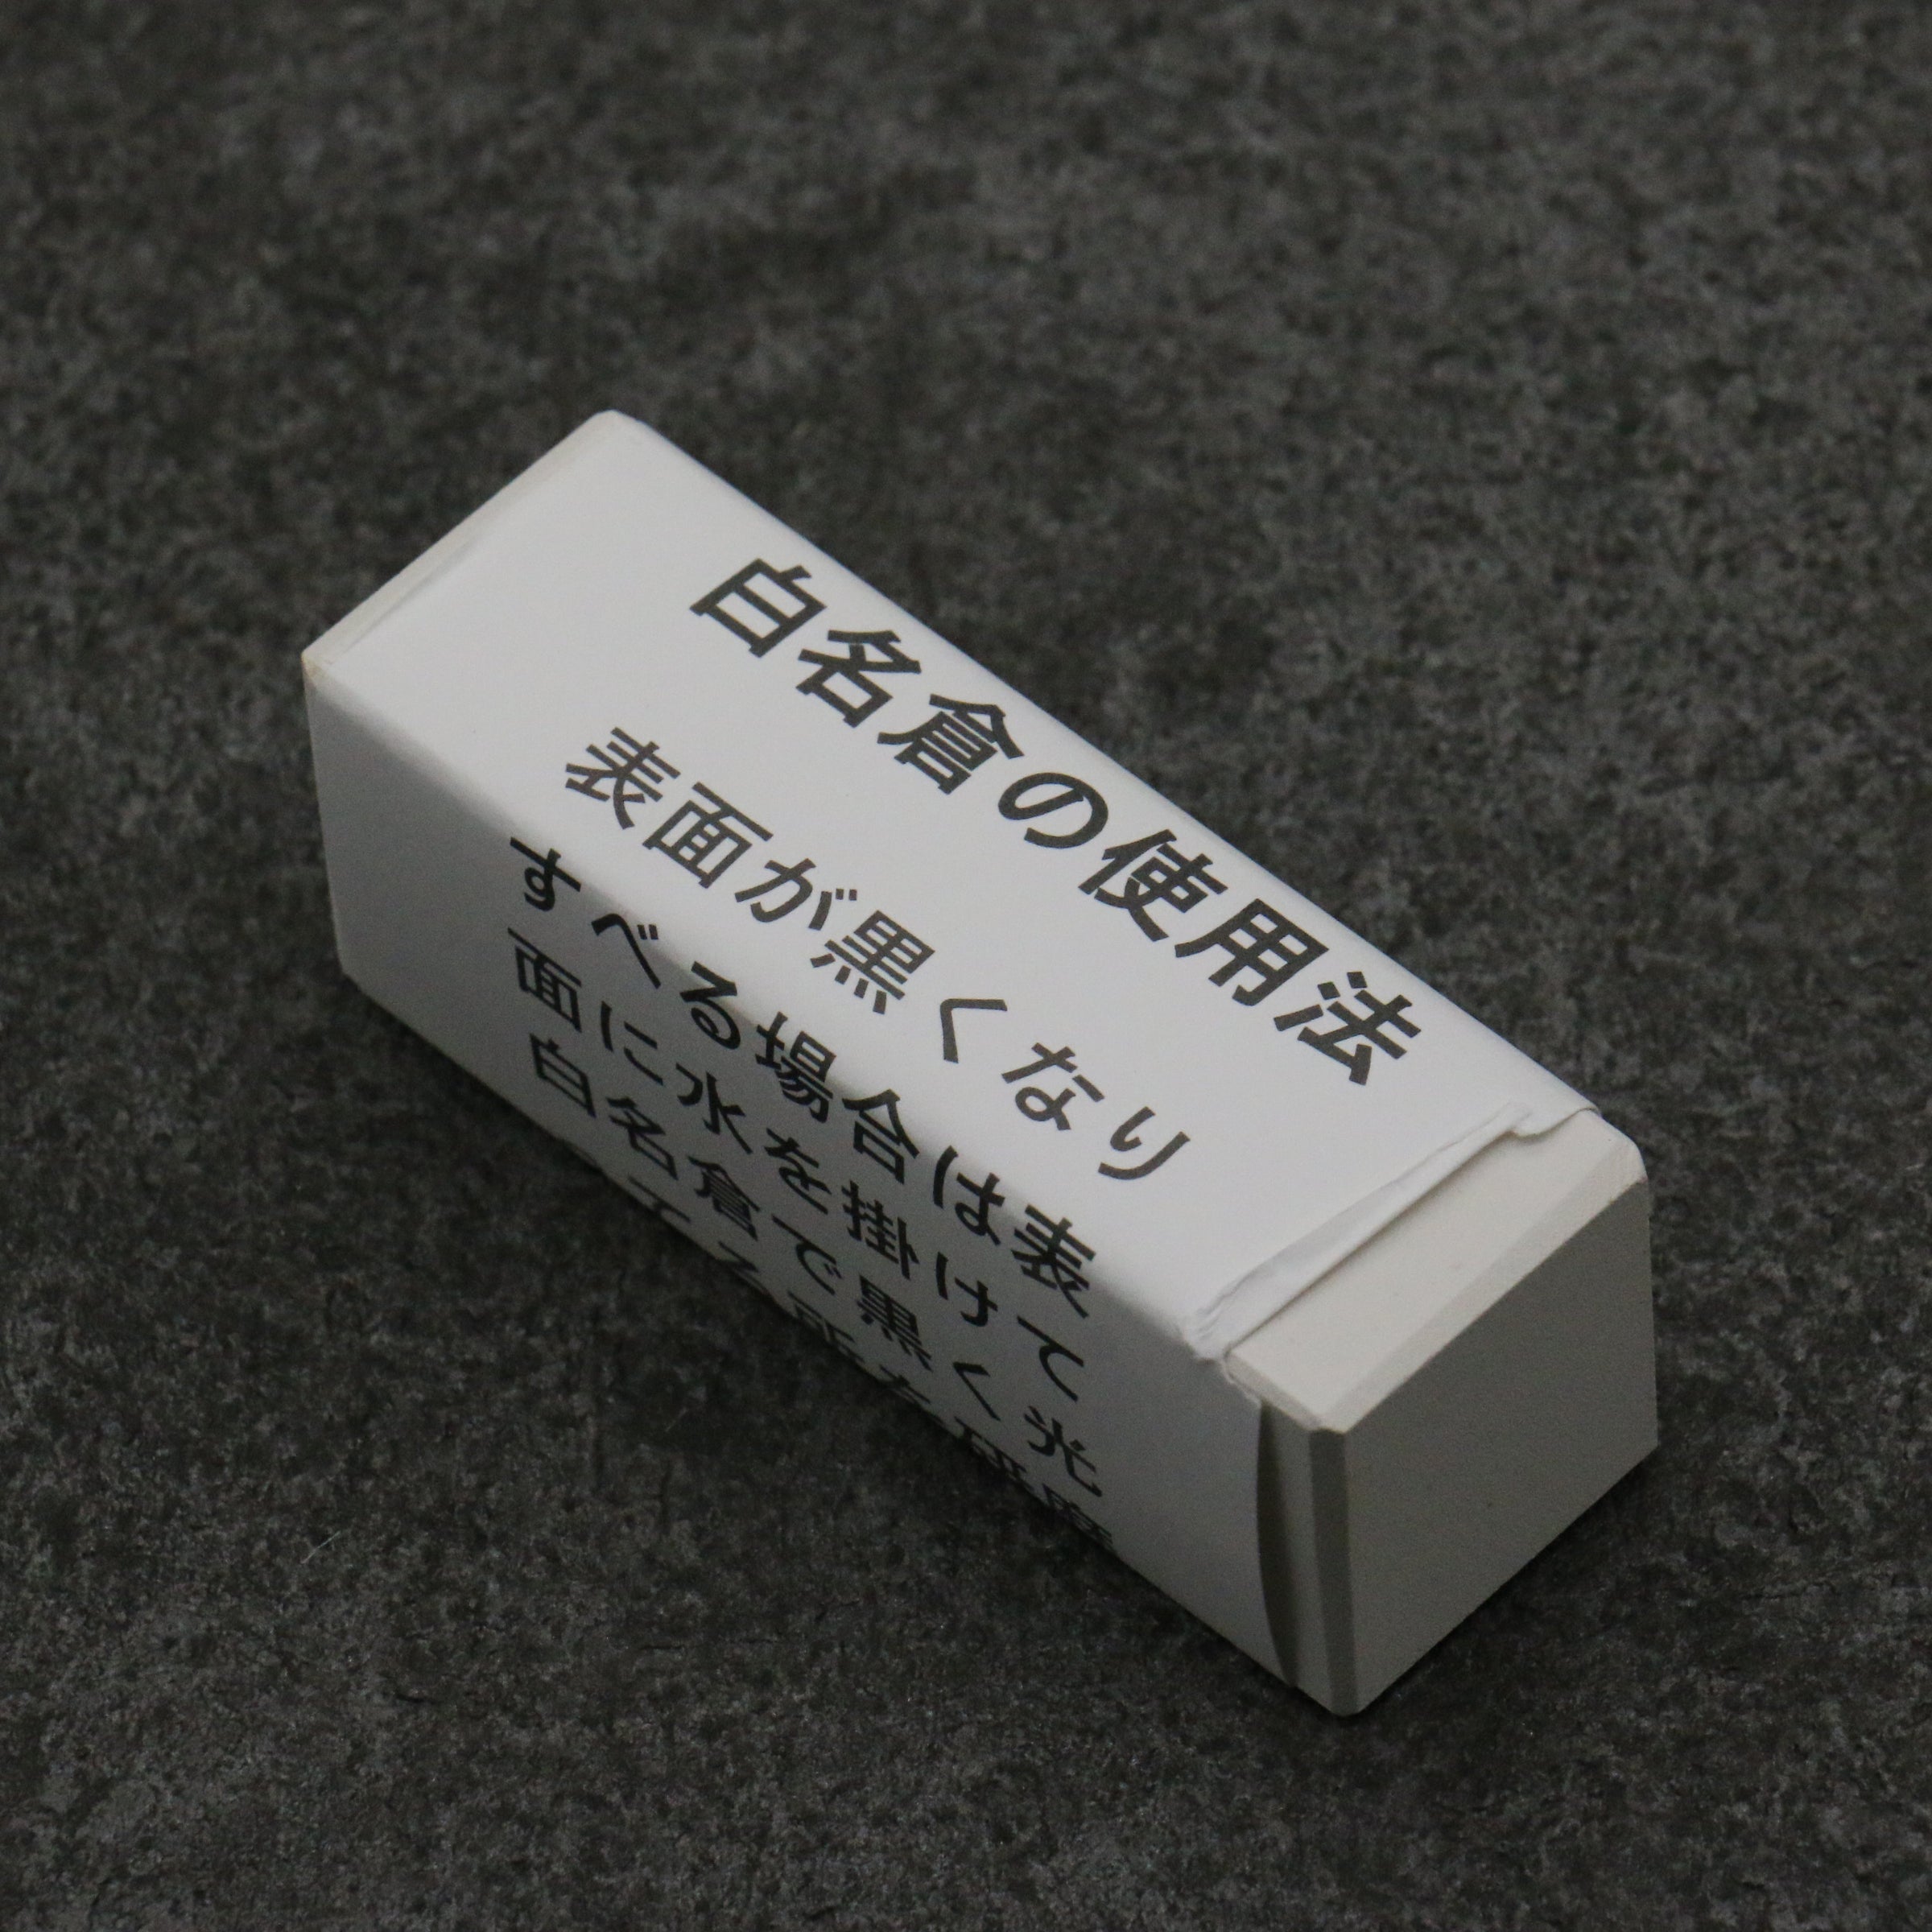 白名倉の使用法
表面が黒くなり
すべる場合は表
面に水を掛けて
白名倉で黒く光